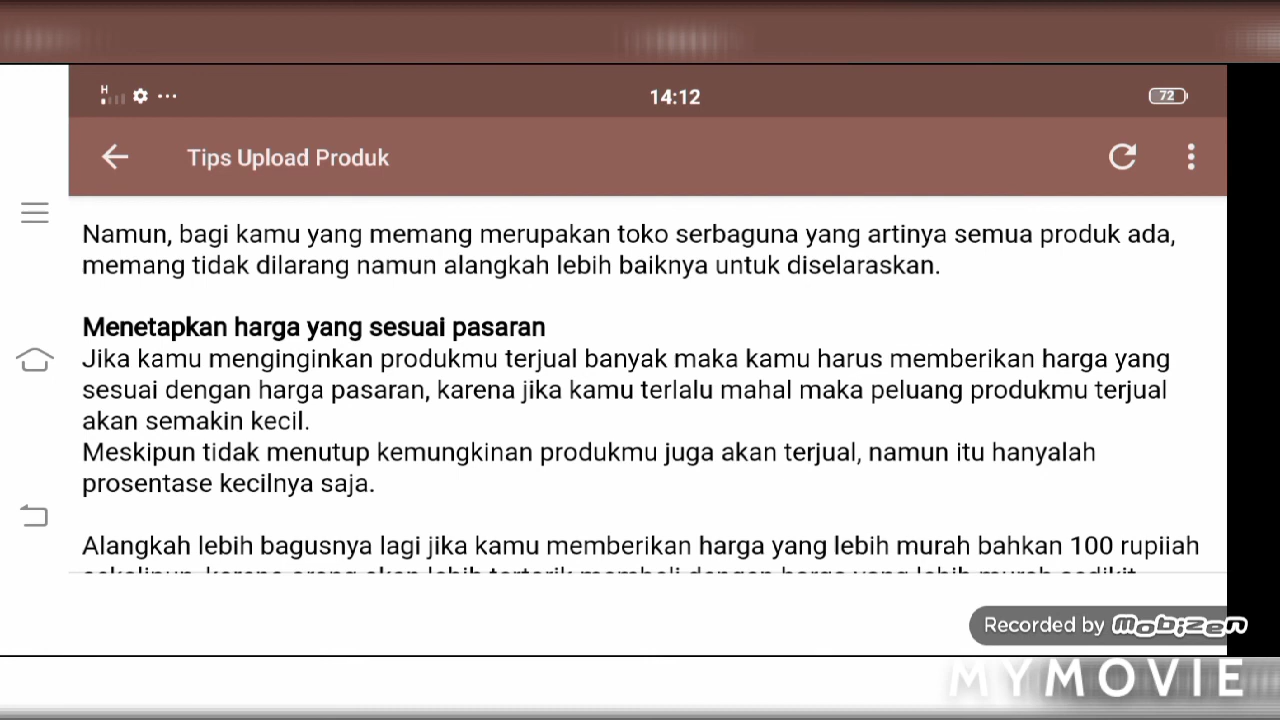 H
14:12
72
Tips Upload Produk
Namun, bagi kamu yang memang merupakan toko serbaguna yang artinya semua produk ada,
memang tidak dilarang namun alangkah lebih baiknya untuk diselaraskan.
Menetapkan harga yang sesuai pasaran
Jika kamu menginginkan produkmu terjual banyak maka kamu harus memberikan harga yang
sesuai dengan harga pasaran, karena jika kamu terlalu mahal maka peluang produkmu terjual
akan semakin kecil.
Meskipun tidak menutup kemungkinan produkmu juga akan terjual, namun itu hanyalah
prosentase kecilnya saja.
Alangkah lebih bagusnya lagi jika kamu memberikan harga yang lebih murah bahkan 100 rupiiah
Recorded by mobizen
MYMOVIE